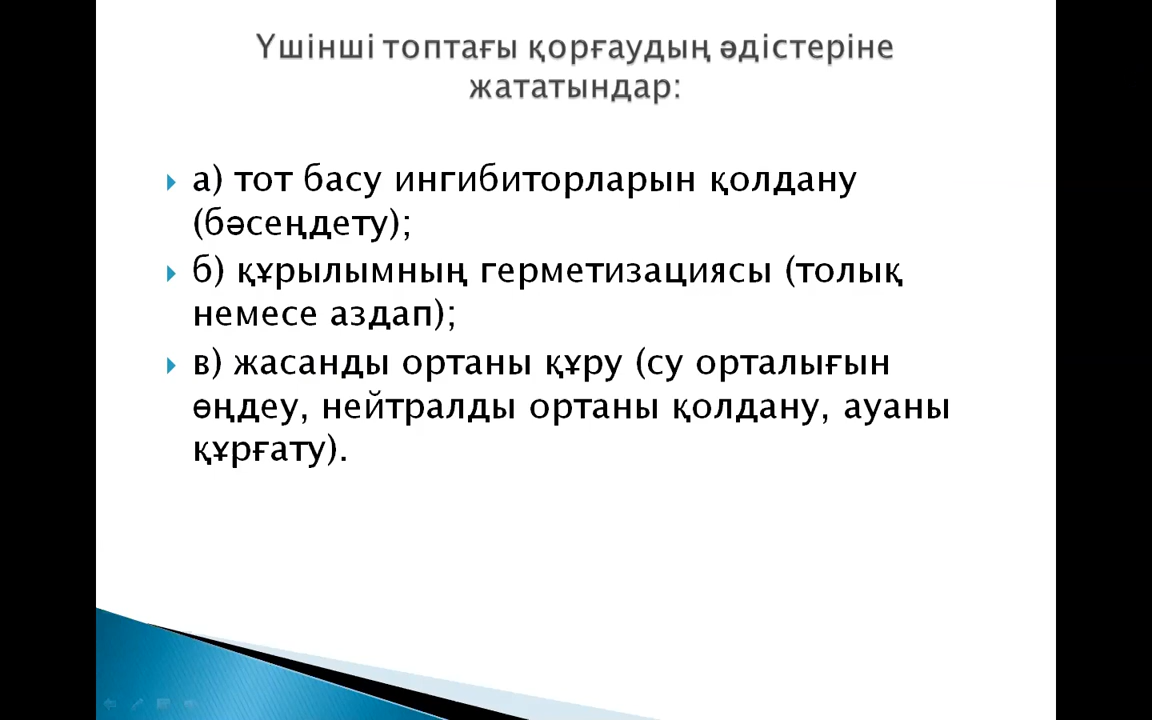 Үшінші топтағы қорғаудың әдістеріне
жататындар:
а) тот басу ингибиторларын қолдану
(бәсеңдету);
б) құрылымның герметизациясы (толық
немесе аздап);
в) жасанды ортаны құру (су орталығын
өңдеу, нейтралды ортаны қолдану, ауаны
құрғату).